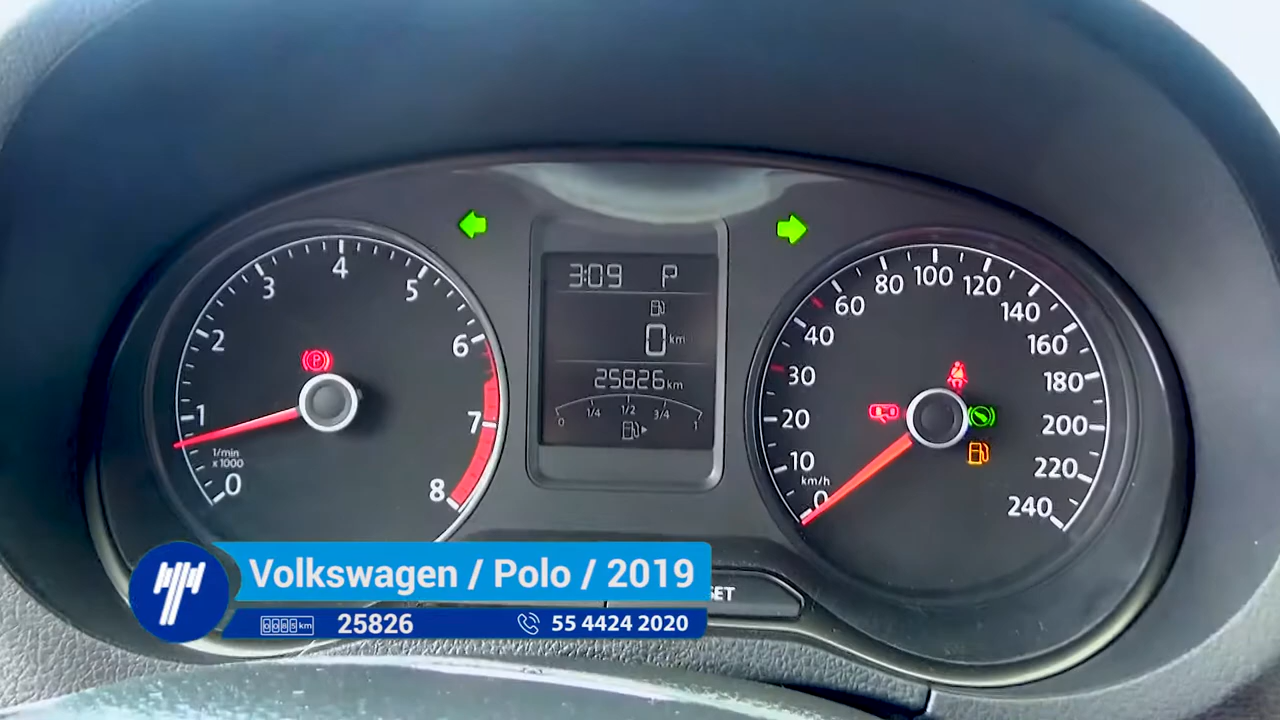 3:09 P
0 km
25826 km
0 1/4 1/2 3/4 1
0 1 2 3 4 5 6 7 8
1/min
x 1000
(P)
0 10 20 30 40 60 80 100 120 140 160 180 200 220 240
km/h
SET
Volkswagen / Polo / 2019
0085 km 25826 55 4424 2020